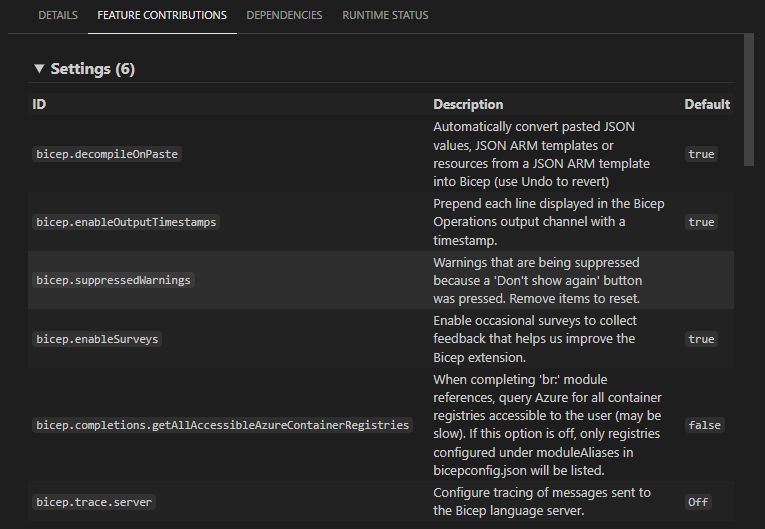 DETAILS FEATURE CONTRIBUTIONS DEPENDENCIES RUNTIME STATUS
▼ Settings (6)
ID Description Default
bicep.decompileOnPaste
Automatically convert pasted JSON
values, JSON ARM templates or
resources from a JSON ARM template
into Bicep (use Undo to revert)
true
bicep.enableOutputTimestamps
Prepend each line displayed in the Bicep
Operations output channel with a
timestamp.
true
bicep.suppressedWarnings
Warnings that are being suppressed
because a 'Don't show again' button
was pressed. Remove items to reset.
bicep.enableSurveys
Enable occasional surveys to collect
feedback that helps us improve the
Bicep extension.
true
bicep.completions.getAllAccessibleAzureContainerRegistries
When completing 'br:' module
references, query Azure for all container
registries accessible to the user (may be
slow). If this option is off, only registries
configured under moduleAliases in
bicepconfig.json will be listed.
false
bicep.trace.server
Configure tracing of messages sent to
the Bicep language server.
Off